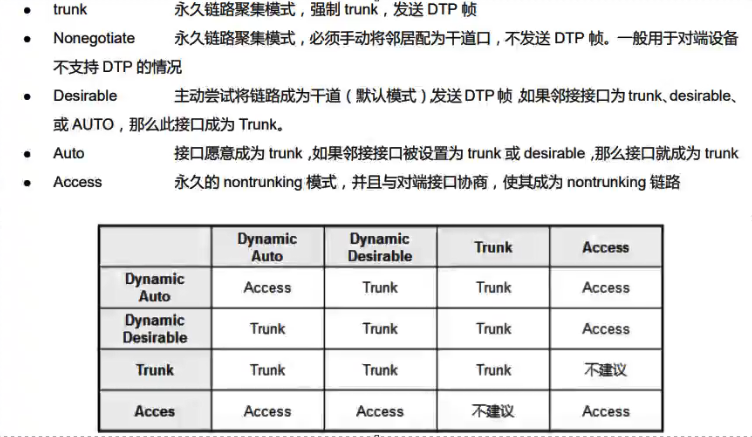 • trunk 永久链路聚集模式，强制 trunk，发送 DTP 帧
• Nonegotiate 永久链路聚集模式，必须手动将邻居配为干道口，不发送 DTP 帧。一般用于对端设备
不支持 DTP 的情况
• Desirable 主动尝试将链路成为干道（默认模式）,发送 DTP 帧 ,如果邻接接口为 trunk、desirable、
或 AUTO，那么此接口成为 Trunk。
• Auto 接口愿意成为 trunk ,如果邻接接口被设置为 trunk 或 desirable ,那么接口就成为 trunk
• Access 永久的 nontrunking 模式，并且与对端接口协商，使其成为 nontrunking 链路
Dynamic Auto Dynamic Desirable Trunk Access
Dynamic Auto Access Trunk Trunk Access
Dynamic Desirable Trunk Trunk Trunk Access
Trunk Trunk Trunk Trunk 不建议
Acces Access Access 不建议 Access